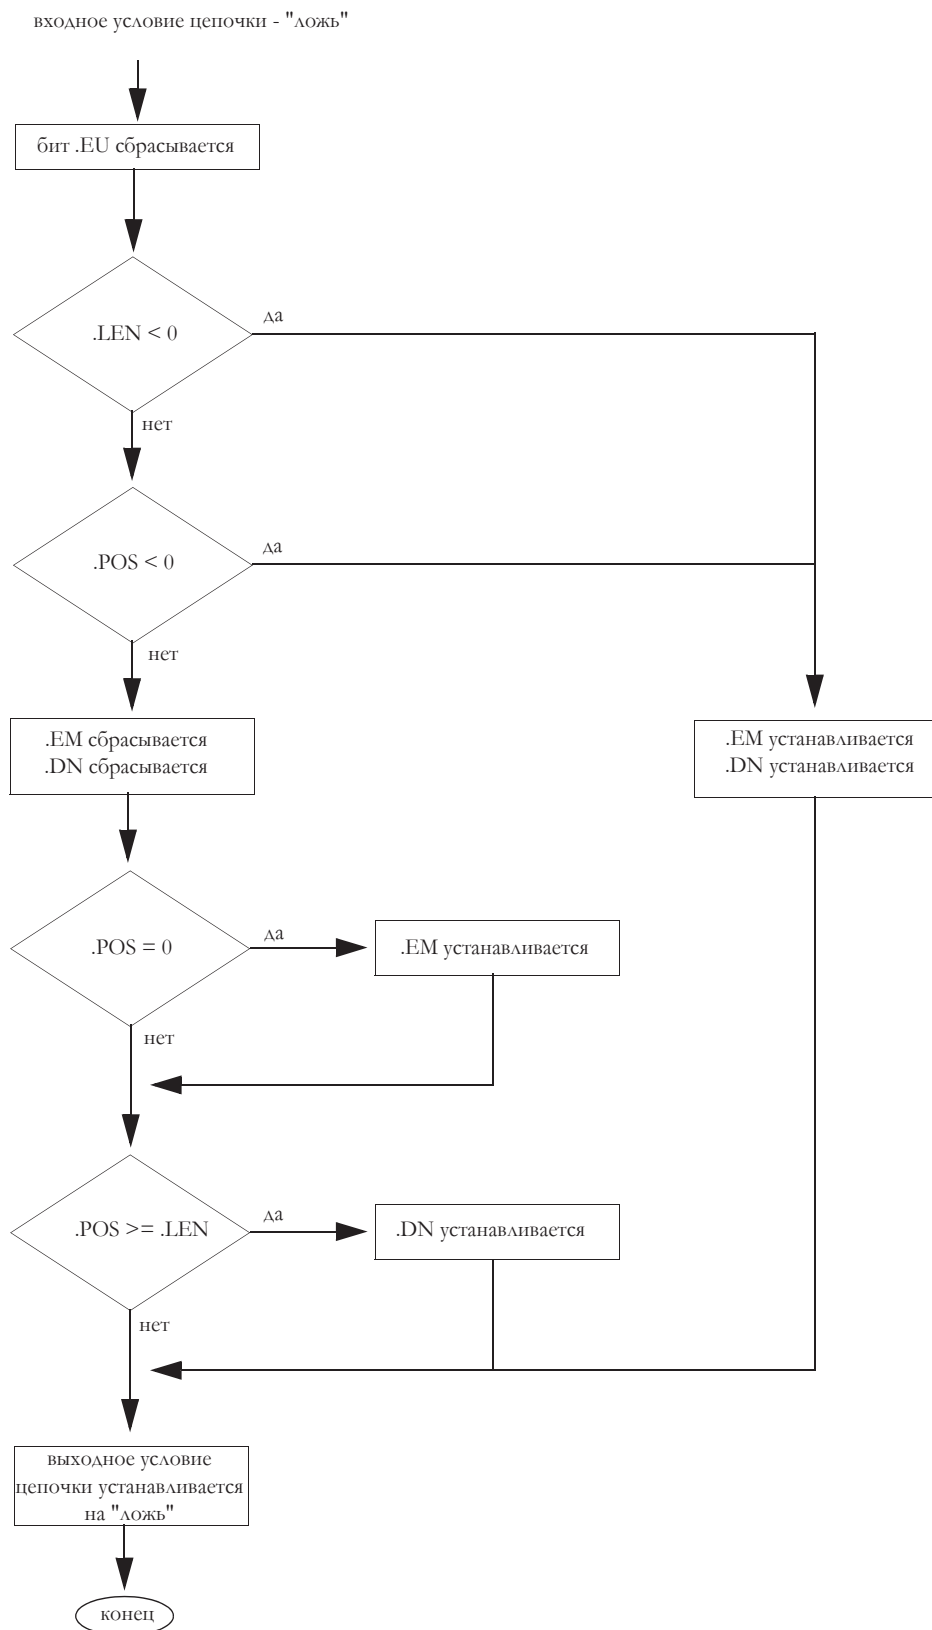 входное условие цепочки - "ложь"
бит .EU сбрасывается
.LEN < 0
да
нет
.POS < 0
да
нет
.EM сбрасывается
.DN сбрасывается
.EM устанавливается
.DN устанавливается
.POS = 0
да
.EM устанавливается
нет
.POS >= .LEN
да
.DN устанавливается
нет
выходное условие
цепочки устанавливается
на "ложь"
конец